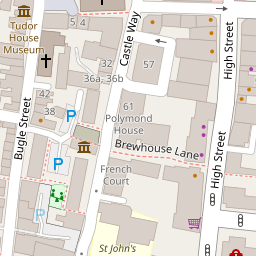 Tudor
House
Museum
5
4
Castle Way
High Street
32
57
36a, 36b
Bugle Street
42
38
P
61
Polymond
House
Brewhouse Lane
P
High Street
French
Court
P
St John's